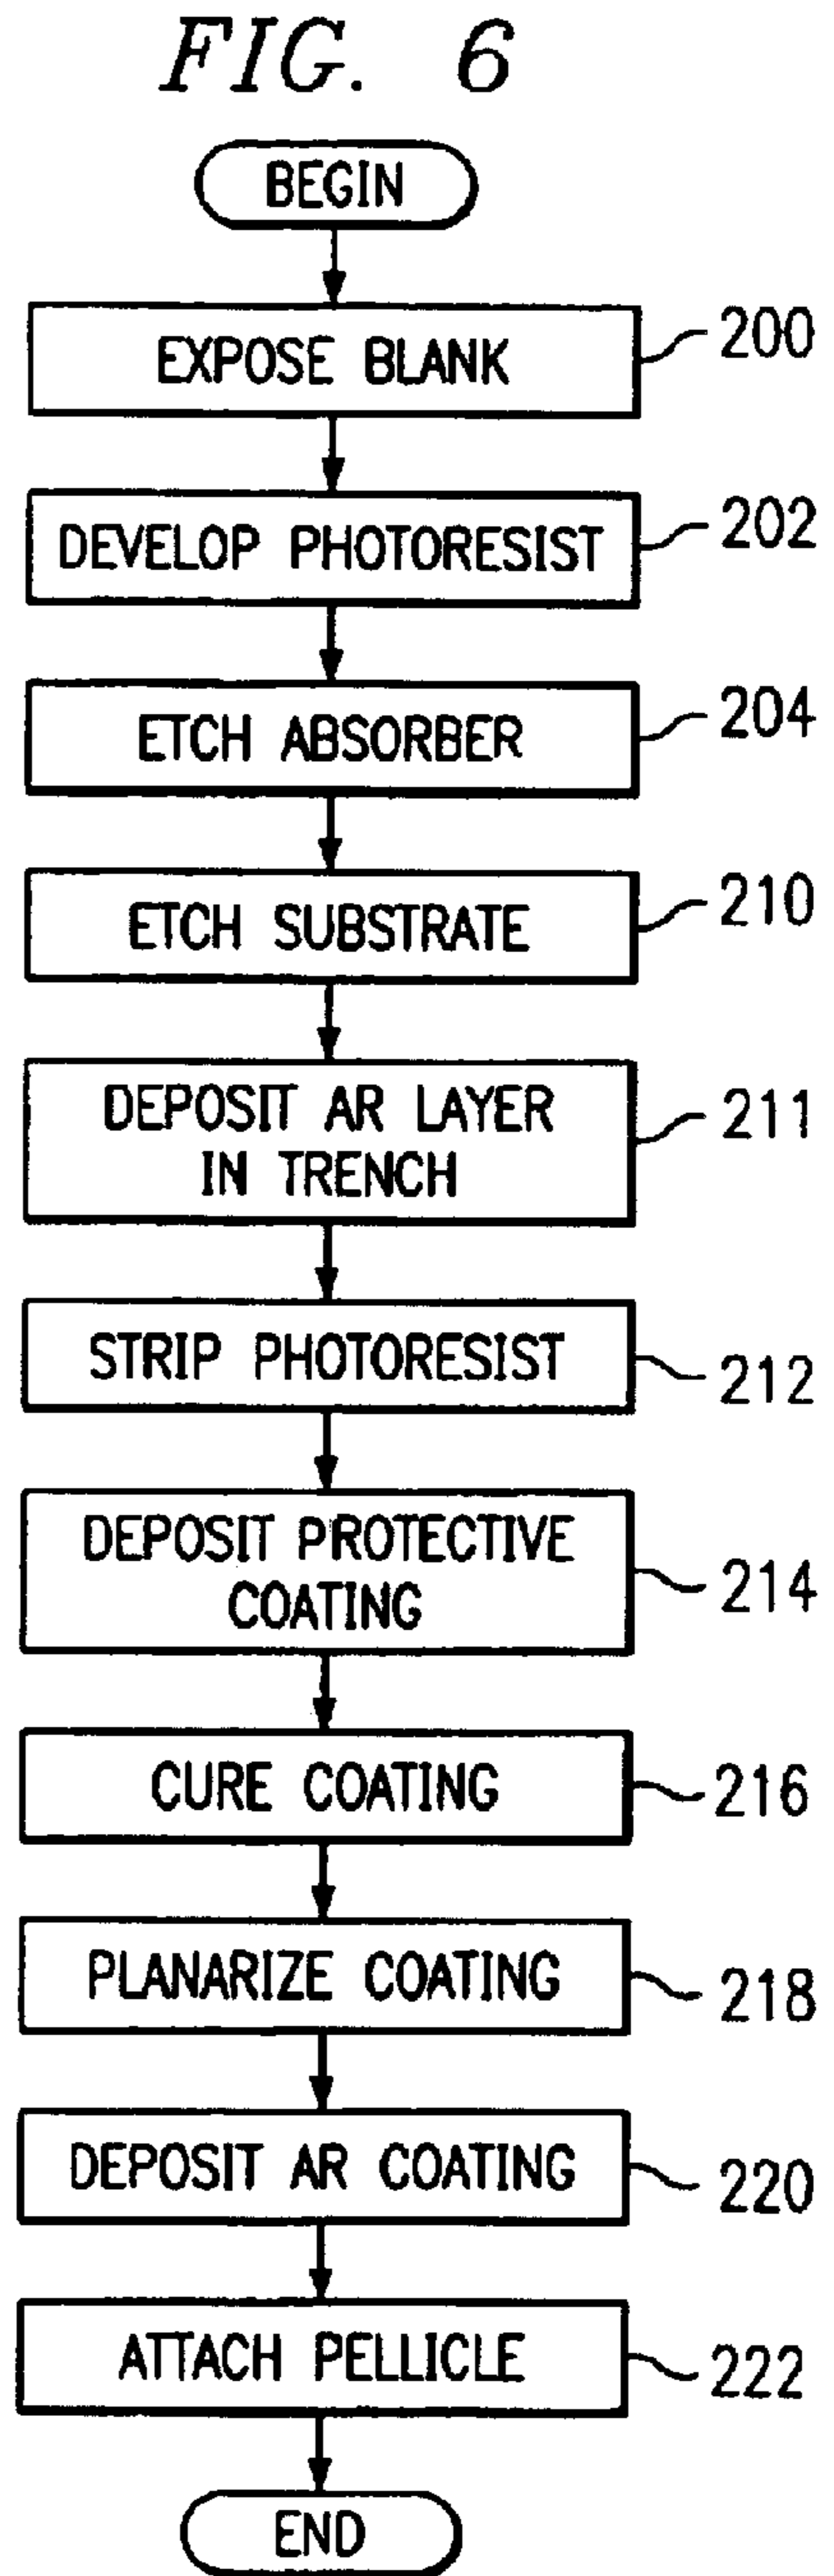 FIG. 6
BEGIN
EXPOSE BLANK
200
DEVELOP PHOTORESIST
202
ETCH ABSORBER
204
ETCH SUBSTRATE
210
DEPOSIT AR LAYER
IN TRENCH
211
STRIP PHOTORESIST
212
DEPOSIT PROTECTIVE
COATING
214
CURE COATING
216
PLANARIZE COATING
218
DEPOSIT AR COATING
220
ATTACH PELLICLE
222
END